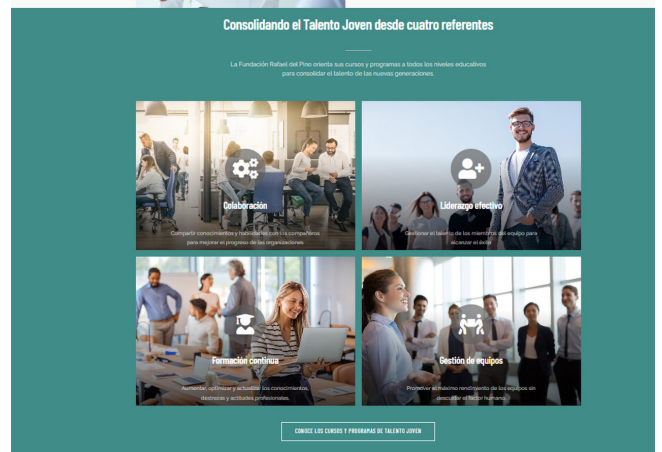 Consolidando el Talento Joven desde cuatro referentes
La Fundación Rafael del Pino orienta sus cursos y programas a todos los niveles educativos
para consolidar el talento de las nuevas generaciones.
Colaboración
Compartir conocimientos y habilidades con los compañeros
para mejorar el progreso de las organizaciones
Liderazgo efectivo
Gestionar el talento de los miembros del equipo para
alcanzar el éxito
Formación continua
Aumentar, optimizar y actualizar los conocimientos,
destrezas y actitudes profesionales.
Gestión de equipos
Promover el máximo rendimiento de los equipos sin
descuidar el factor humano.
CONOCE LOS CURSOS Y PROGRAMAS DE TALENTO JOVEN